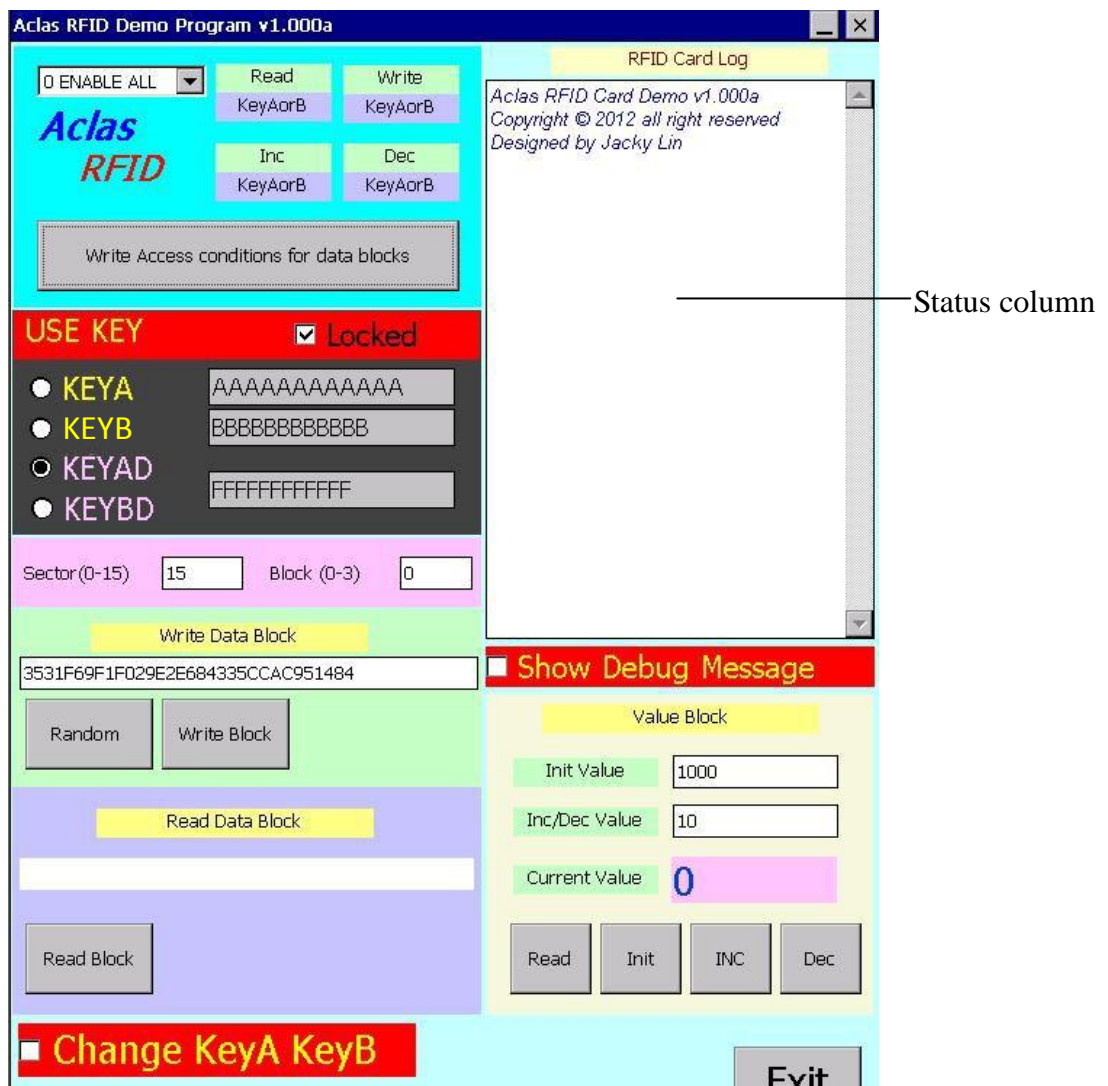 Aclas RFID Demo Program v1.000a
0 ENABLE ALL
Read
Write
KeyAorB
KeyAorB
Aclas
RFID
Inc
Dec
KeyAorB
KeyAorB
Write Access conditions for data blocks
USE KEY
Locked
KEYA
AAAAAAAAAAAA
KEYB
BBBBBBBBBBBB
KEYAD
FFFFFFFFFFFF
KEYBD
Sector(0-15)
15
Block (0-3)
0
Write Data Block
3531F69F1F029E2E684335CCAC951484
Random
Write Block
Read Data Block
Read Block
Change KeyA KeyB
RFID Card Log
Aclas RFID Card Demo v1.000a
Copyright © 2012 all right reserved
Designed by Jacky Lin
Status column
Show Debug Message
Value Block
Init Value
1000
Inc/Dec Value
10
Current Value
0
Read
Init
INC
Dec
Exit